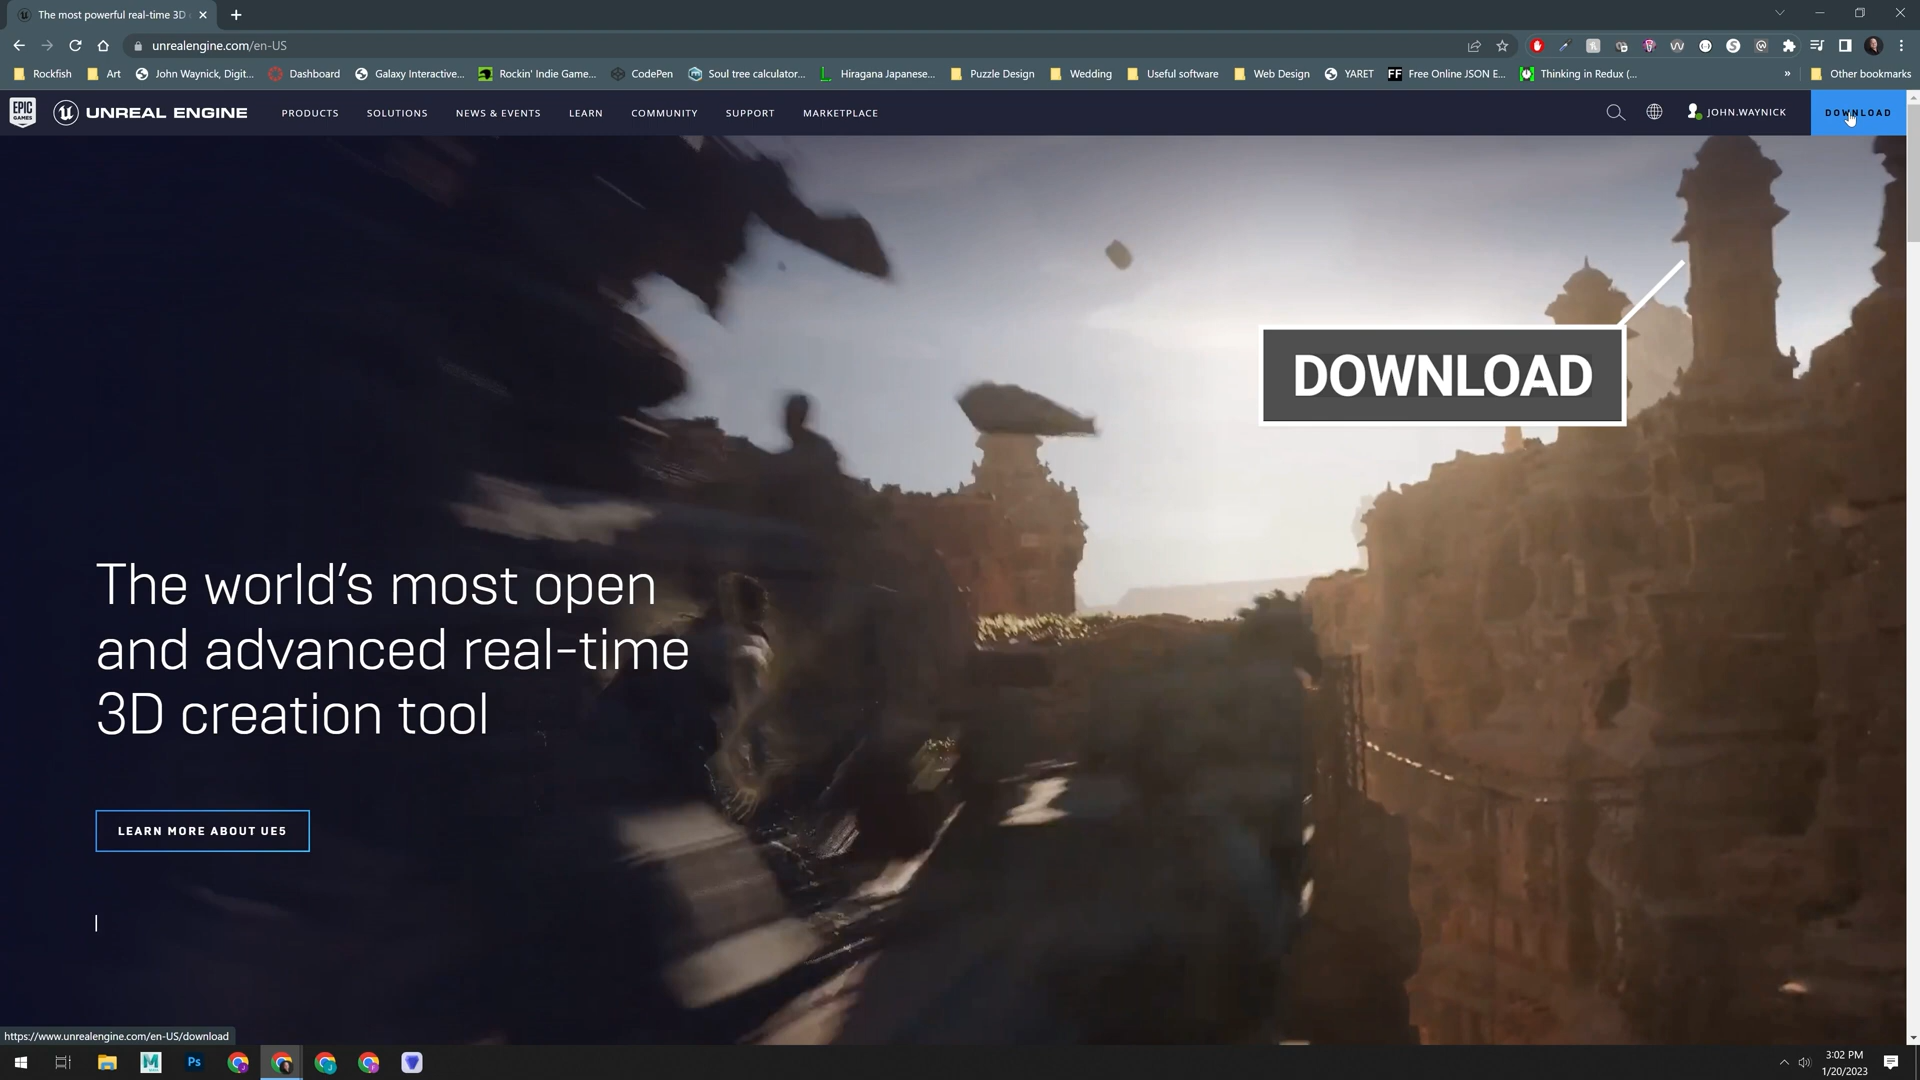 The most powerful real-time 3D
unrealengine.com/en-US
Rockfish
Art
John Waynick, Digit...
Dashboard
Galaxy Interactive...
Rockin' Indie Game...
CodePen
Soul tree calculator...
Hiragana Japanese...
Puzzle Design
Wedding
Useful software
Web Design
YARET
FF
Free Online JSON E...
Thinking in Redux (...
»
Other bookmarks
EPIC
GAMES
UNREAL ENGINE
PRODUCTS
SOLUTIONS
NEWS & EVENTS
LEARN
COMMUNITY
SUPPORT
MARKETPLACE
JOHN.WAYNICK
DOWNLOAD
DOWNLOAD
The world's most open
and advanced real-time
3D creation tool
LEARN MORE ABOUT UE5
https://www.unrealengine.com/en-US/download
M
Ps
3:02 PM
1/20/2023